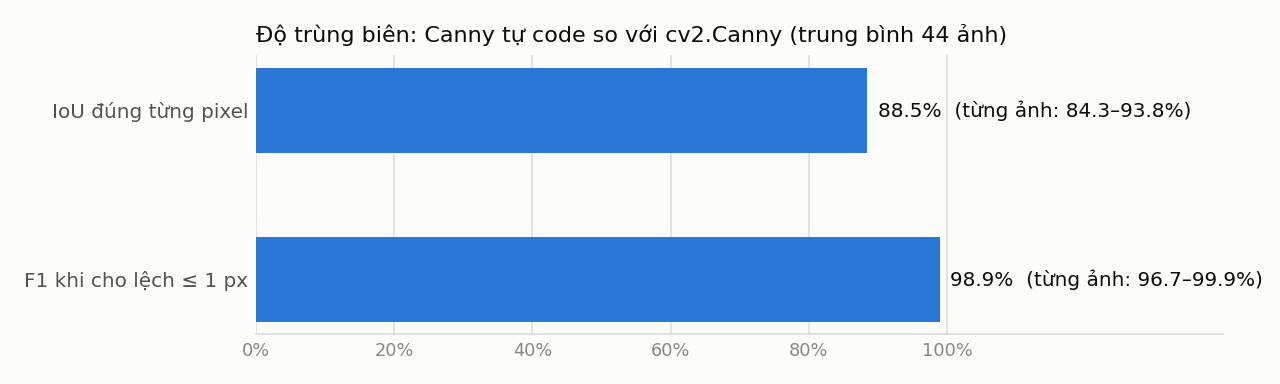 Độ trùng biên: Canny tự code so với cv2.Canny (trung bình 44 ảnh)
IoU đúng từng pixel
88.5%  (từng ảnh: 84.3–93.8%)
F1 khi cho lệch ≤ 1 px
98.9%  (từng ảnh: 96.7–99.9%)
0% 20% 40% 60% 80% 100%